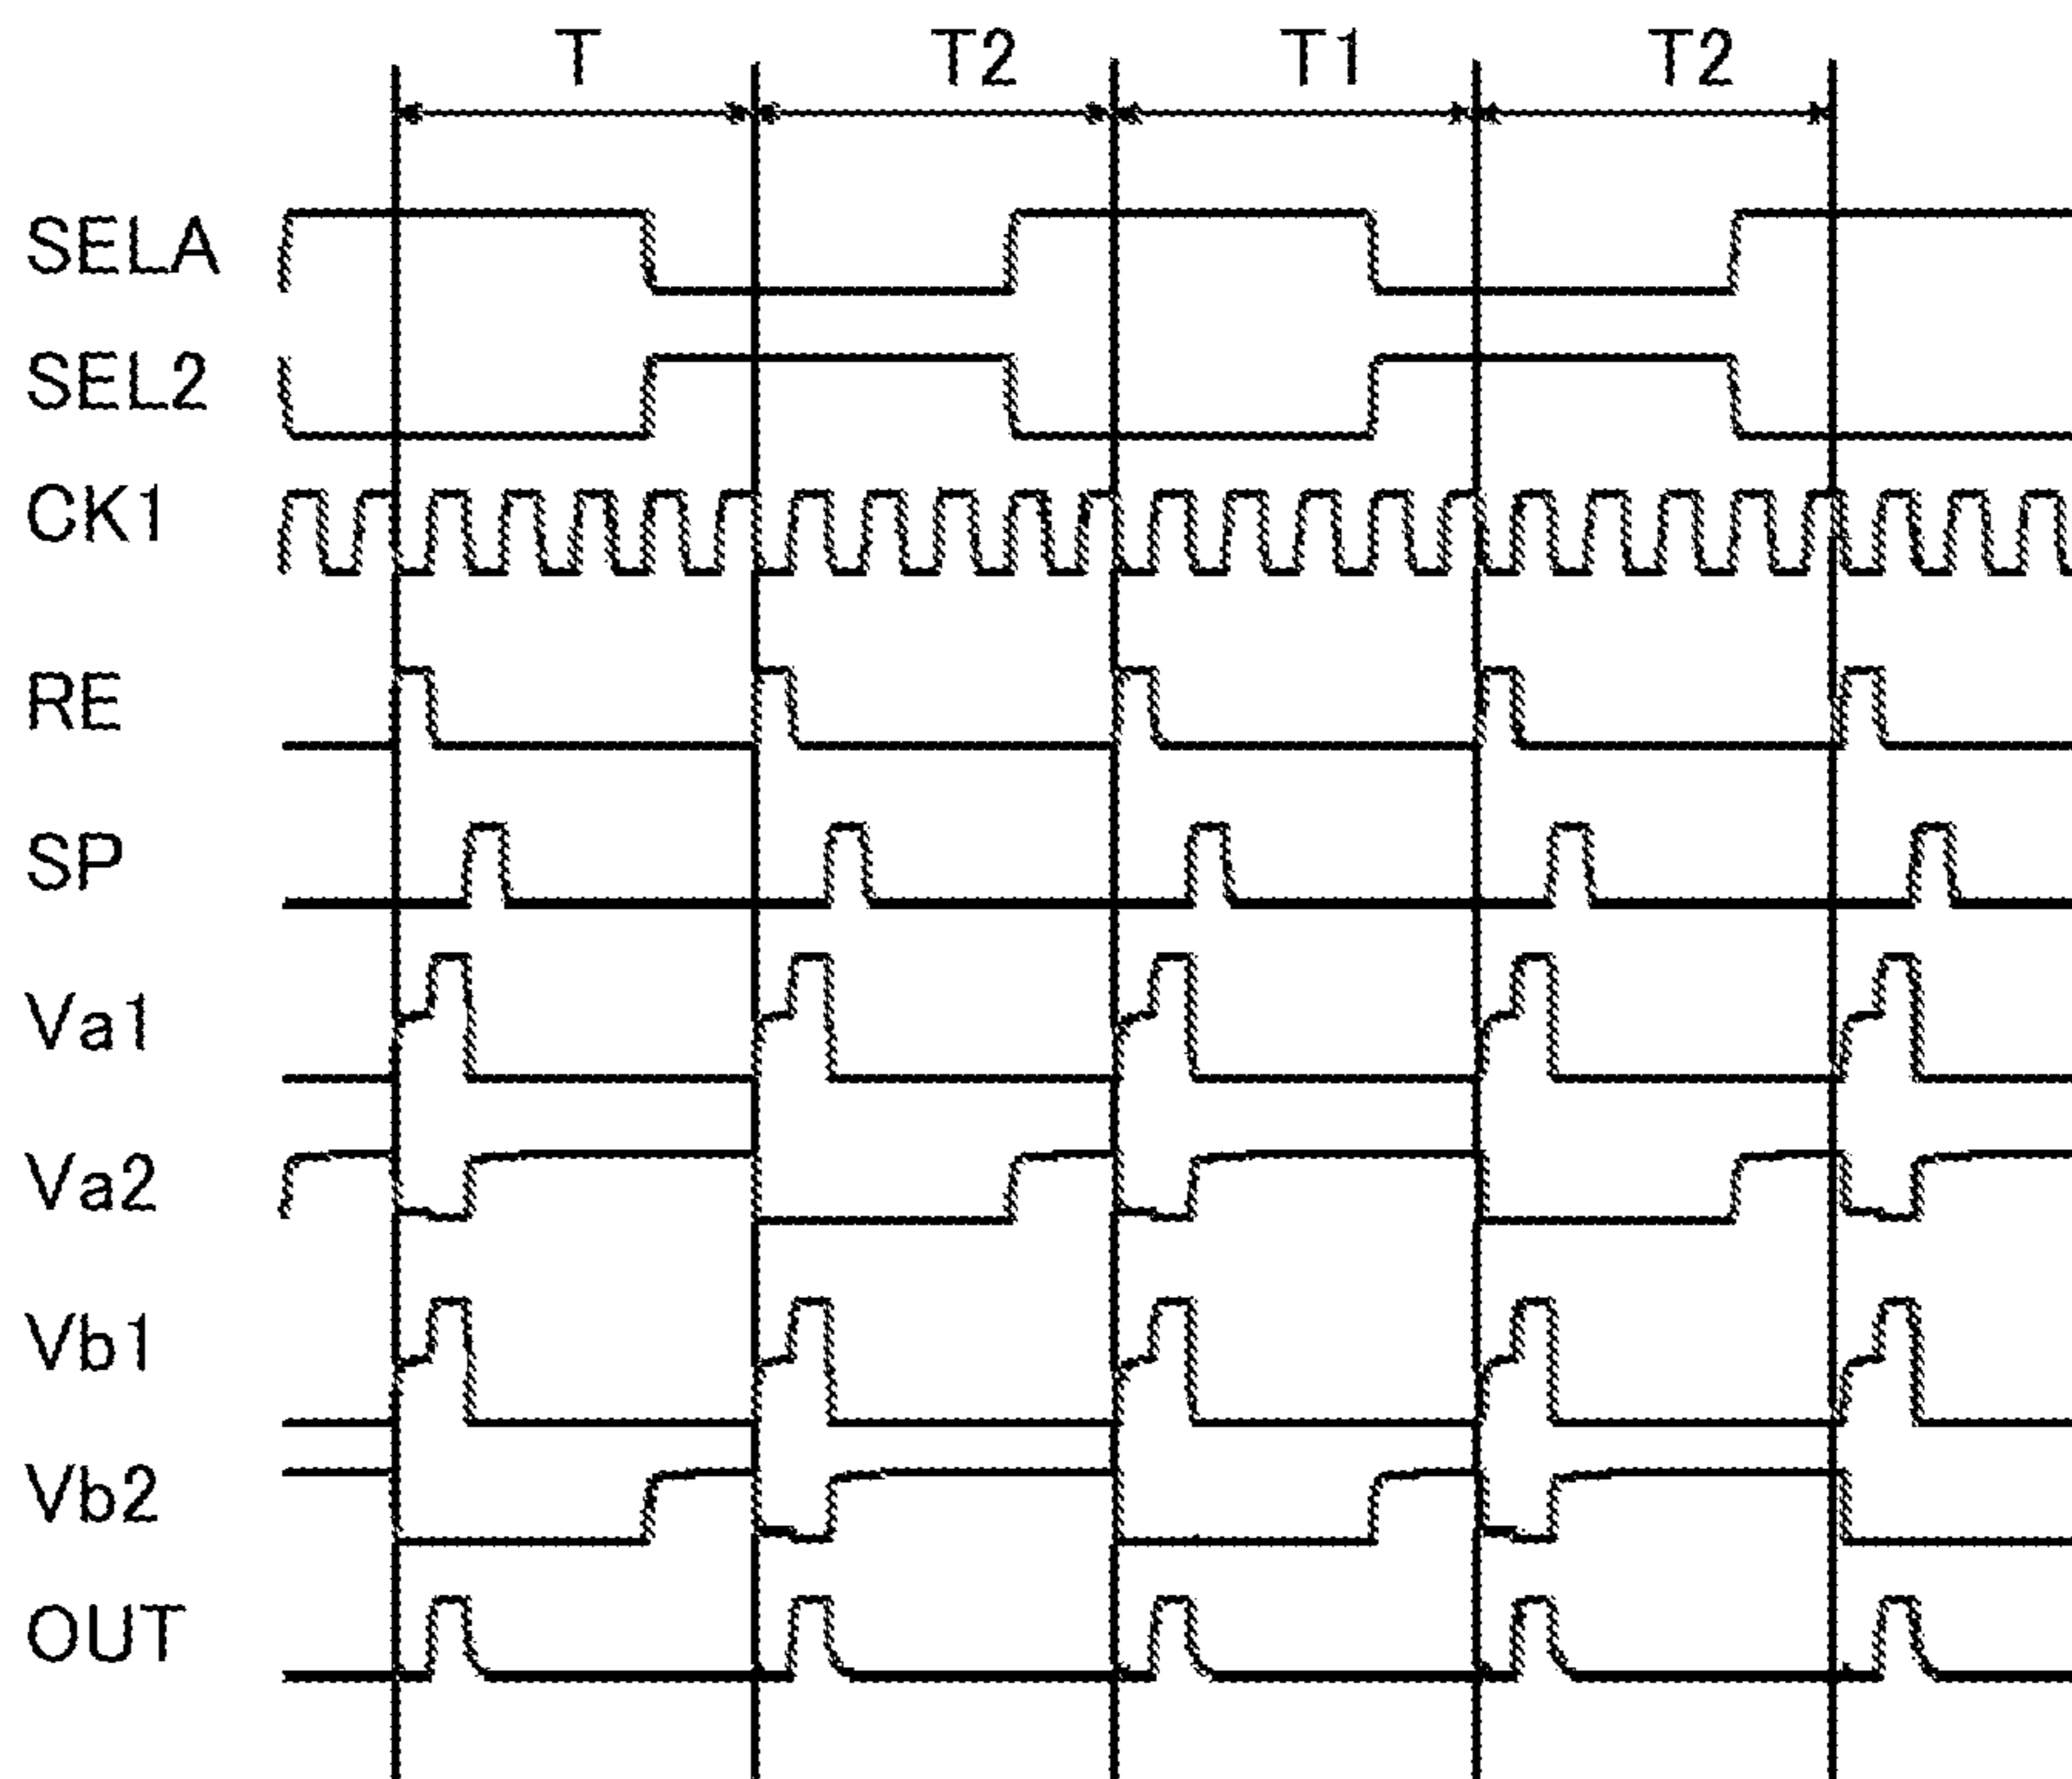 T T2 T1 T2
SELA
SEL2
CK1
RE
SP
Va1
Va2
Vb1
Vb2
OUT